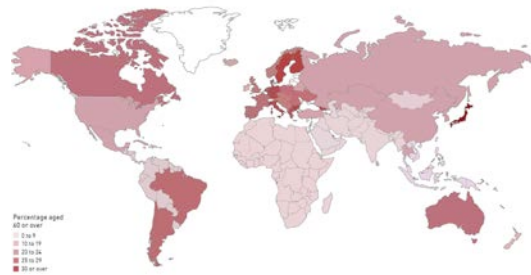 Percentage aged
60 or over
0 to 9
10 to 19
20 to 24
25 to 29
30 or over